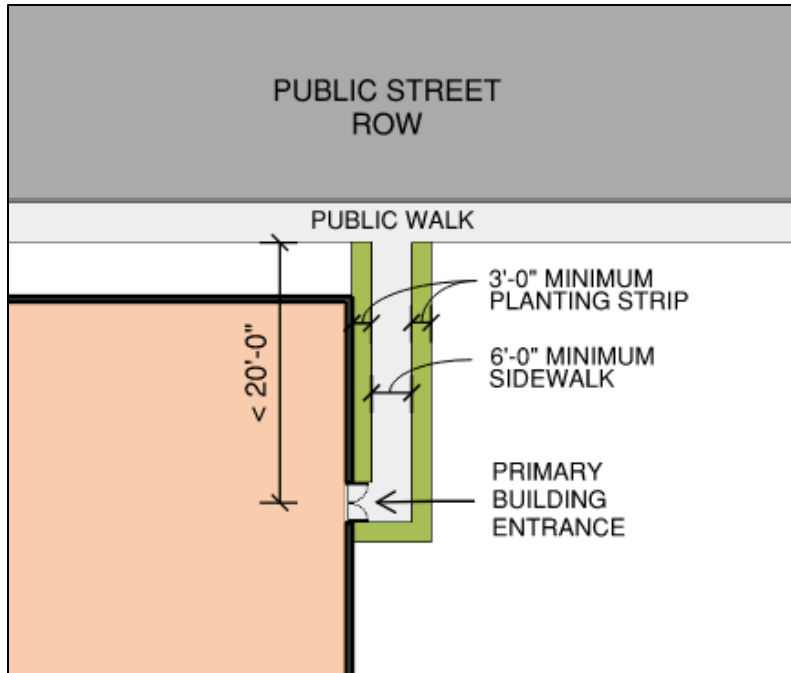 PUBLIC STREET
ROW
PUBLIC WALK
3'-0" MINIMUM
PLANTING STRIP
< 20'-0"
6'-0" MINIMUM
SIDEWALK
PRIMARY
BUILDING
ENTRANCE